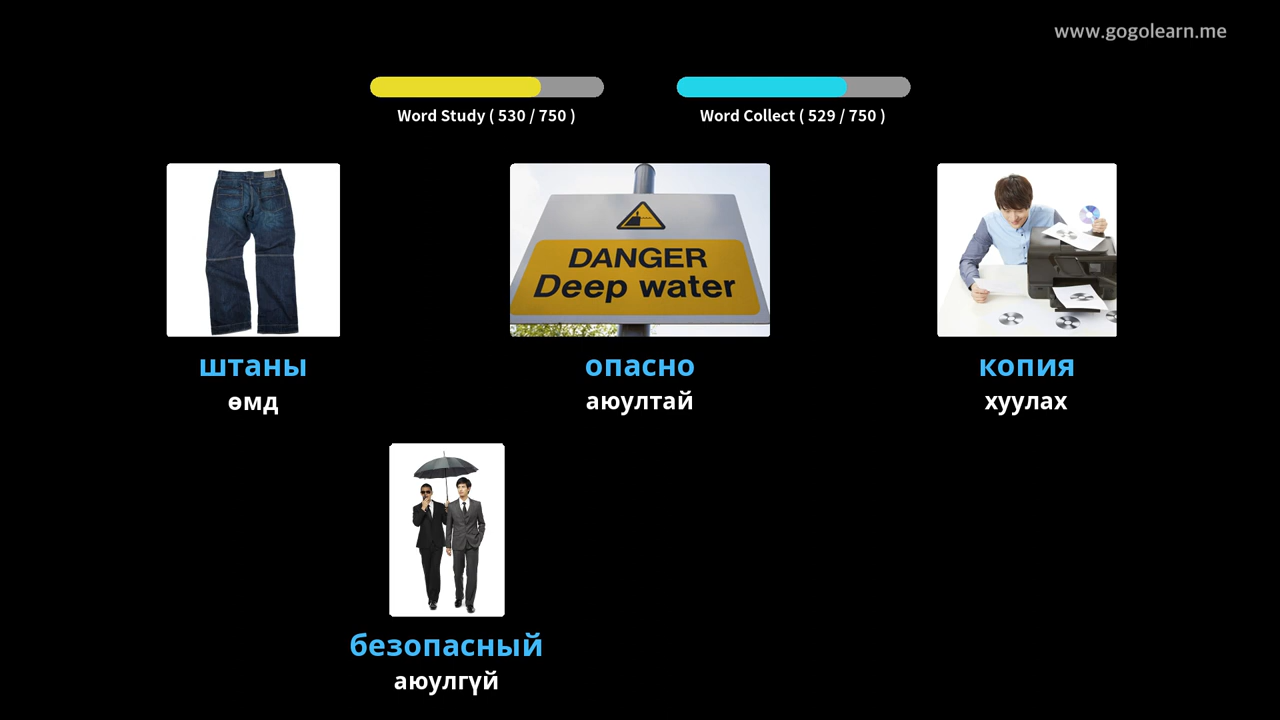 www.gogolearn.me
Word Study ( 530 / 750 )
Word Collect ( 529 / 750 )
DANGER
Deep water
штаны
өмд
опасно
аюултай
копия
хуулах
безопасный
аюулгүй